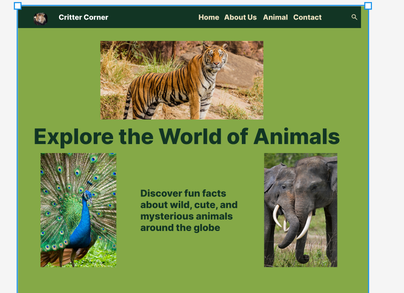 Critter Corner Home About Us Animal Contact
Explore the World of Animals
Discover fun facts
about wild, cute, and
mysterious animals
around the globe